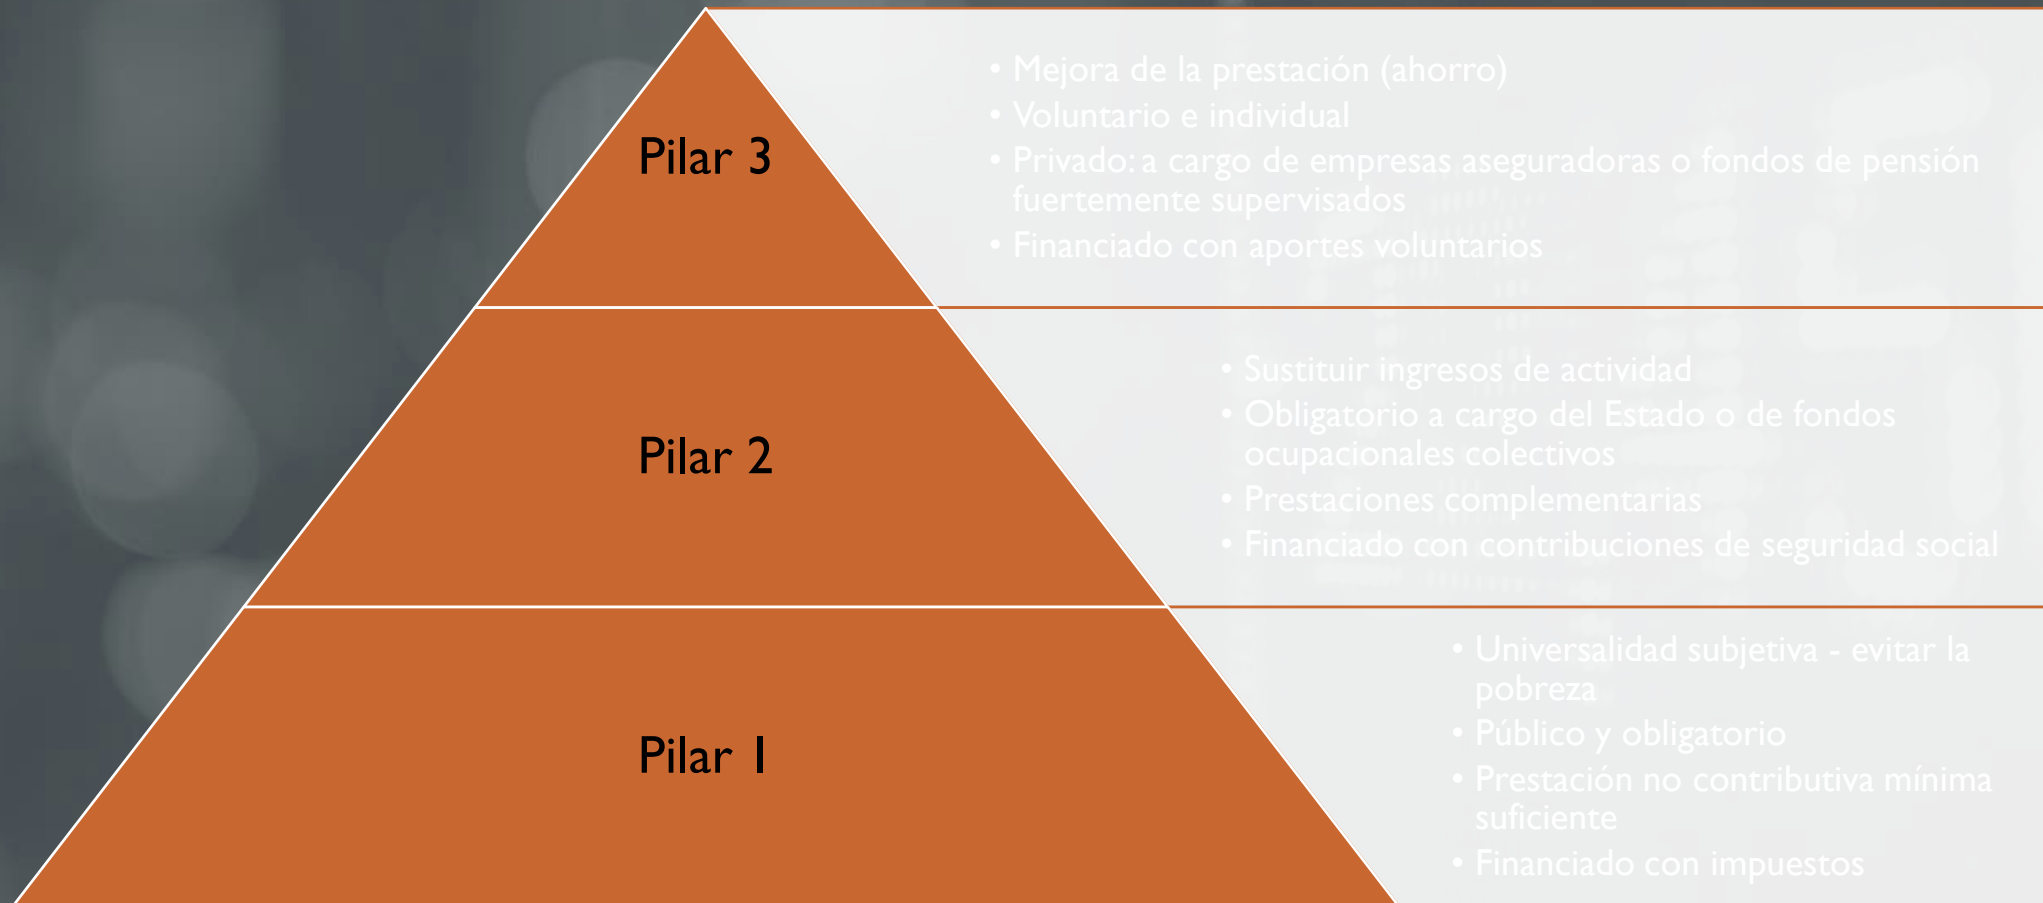 Pilar 3
• Mejora de la prestación (ahorro)
• Voluntario e individual
• Privado: a cargo de empresas aseguradoras o fondos de pensión
fuertemente supervisados
• Financiado con aportes voluntarios
Pilar 2
• Sustituir ingresos de actividad
• Obligatorio a cargo del Estado o de fondos
ocupacionales colectivos
• Prestaciones complementarias
• Financiado con contribuciones de seguridad social
Pilar 1
• Universalidad subjetiva - evitar la
pobreza
• Público y obligatorio
• Prestación no contributiva mínima
suficiente
• Financiado con impuestos